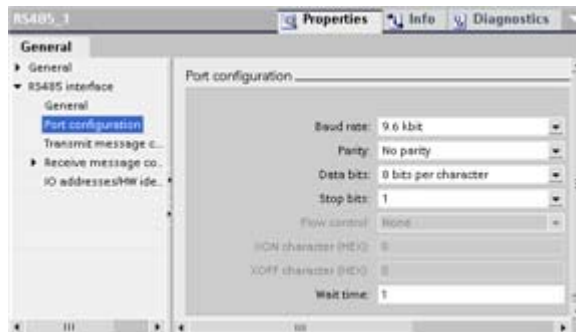 RS485_1
Properties
Info
Diagnostics
General
General
RS485 interface
General
Port configuration
Transmit message c...
Receive message co...
IO addresses/HW ide...
Port configuration
Baud rate: 9.6 kbit
Parity: No parity
Data bits: 8 bits per character
Stop bits: 1
Flow control: None
XON character (HEX): 0
XOFF character (HEX): 0
Wait time: 1